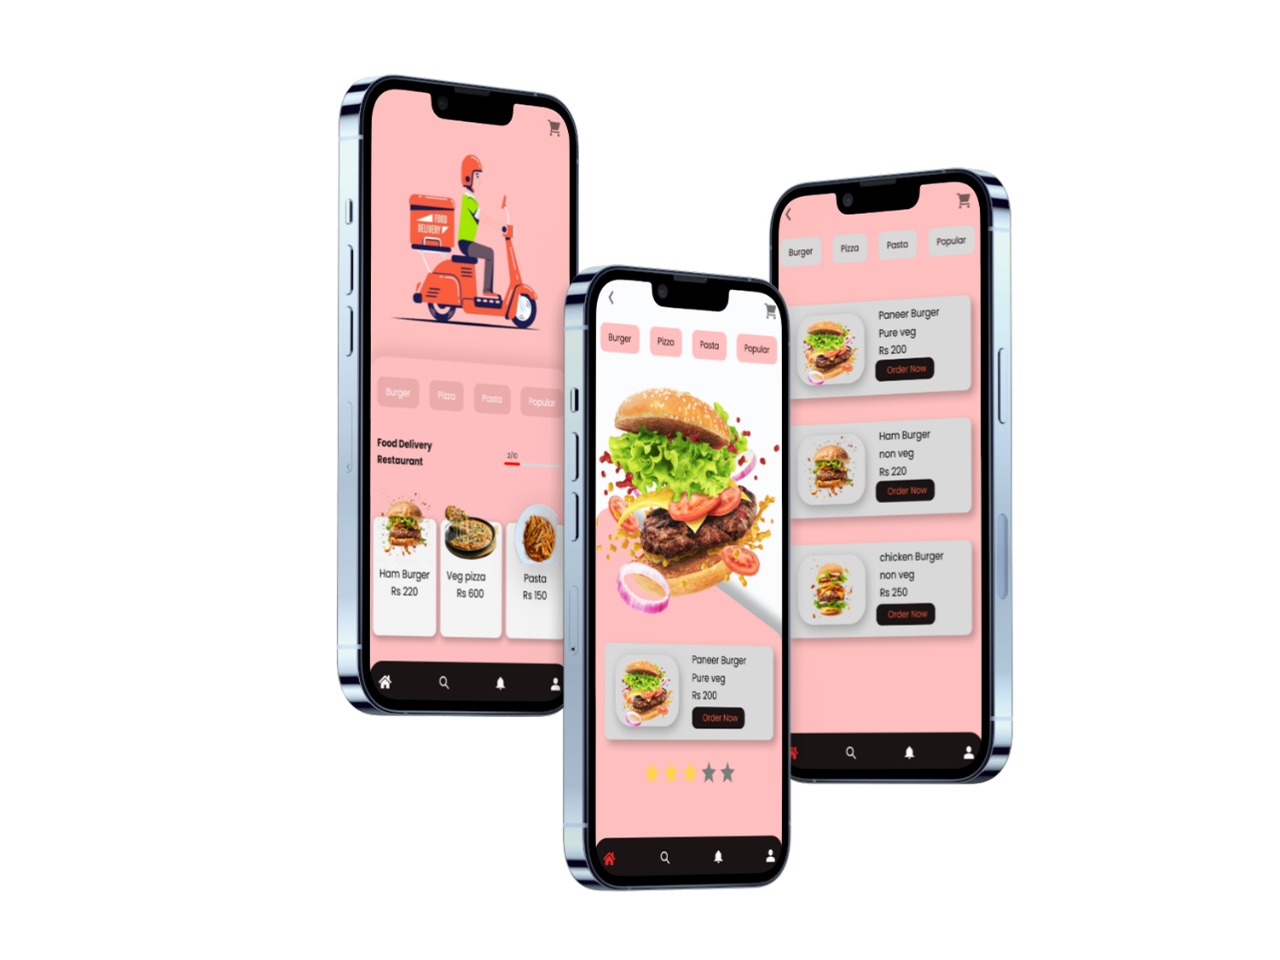 FOOD
DELIVERY
Burger
Pizza
Pasta
Popular
Food Delivery
Restaurant
2/10
Ham Burger
Rs 220
Veg pizza
Rs 600
Pasta
Rs 150
Burger
Pizza
Pasta
Popular
Paneer Burger
Pure veg
Rs 200
Order Now
Burger
Pizza
Pasta
Popular
Paneer Burger
Pure veg
Rs 200
Order Now
Ham Burger
non veg
Rs 220
Order Now
chicken Burger
non veg
Rs 250
Order Now